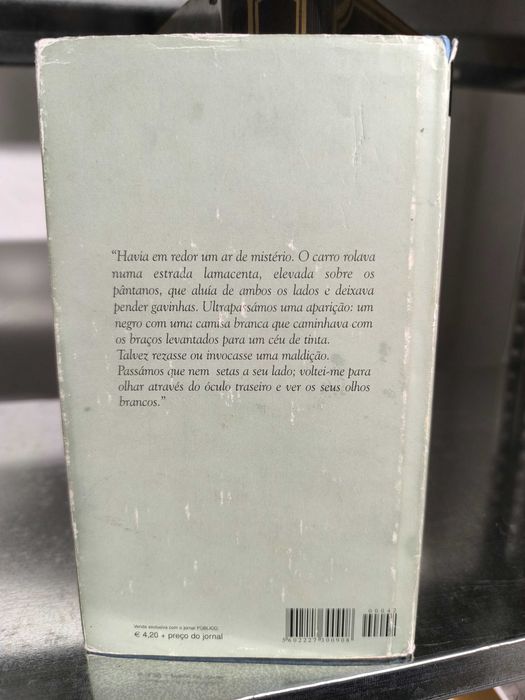 "Havia em redor um ar de mistério. O carro rolava
numa estrada lamacenta, elevada sobre os
pântanos, que aluía de ambos os lados e deixava
pender gavinhas. Ultrapassámos uma aparição: um
negro com uma camisa branca que caminhava com
os braços levantados para um céu de tinta.
Talvez rezasse ou invocasse uma maldição.
Passámos que nem setas a seu lado; voltei-me para
olhar através do óculo traseiro e ver os seus olhos
brancos."
Venda exclusiva com o jornal PÚBLICO.
€ 4,20 + preço do jornal
00047
5602227100908